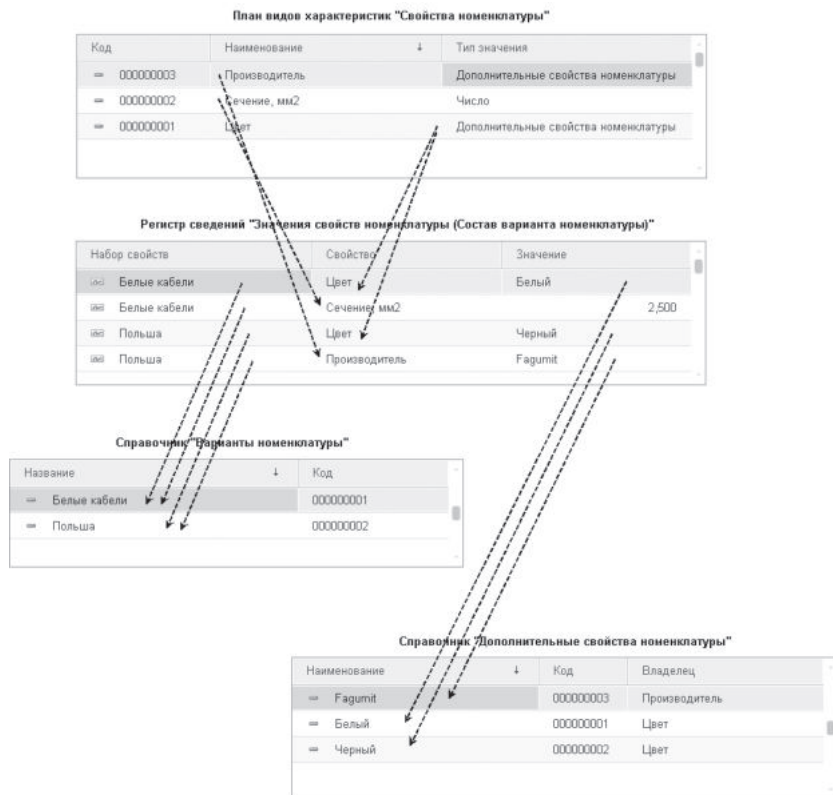 План видов характеристик "Свойства номенклатуры"
Код Наименование ↓ Тип значения
000000003 Производитель Дополнительные свойства номенклатуры
000000002 Сечение, мм2 Число
000000001 Цвет Дополнительные свойства номенклатуры
Регистр сведений "Значения свойств номенклатуры (Состав варианта номенклатуры)"
Набор свойств Свойство Значение
Белые кабели Цвет Белый
Белые кабели Сечение, мм2 2,500
Польша Цвет Черный
Польша Производитель Fagumit
Справочник "Варианты номенклатуры"
Название ↓ Код
Белые кабели 000000001
Польша 000000002
Справочник "Дополнительные свойства номенклатуры"
Наименование ↓ Код Владелец
Fagumit 000000003 Производитель
Белый 000000001 Цвет
Черный 000000002 Цвет